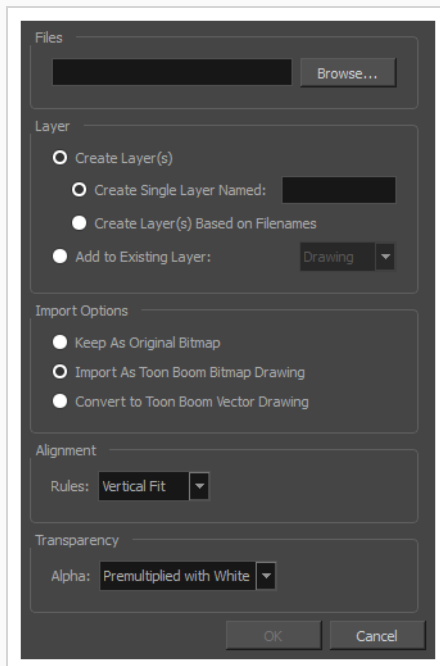 Files
Browse...
Layer
Create Layer(s)
Create Single Layer Named:
Create Layer(s) Based on Filenames
Add to Existing Layer: Drawing
Import Options
Keep As Original Bitmap
Import As Toon Boom Bitmap Drawing
Convert to Toon Boom Vector Drawing
Alignment
Rules: Vertical Fit
Transparency
Alpha: Premultiplied with White
OK Cancel